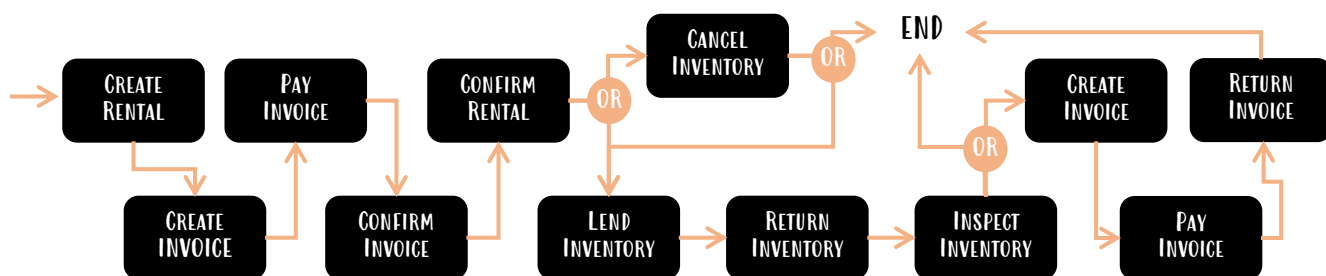 CREATE
RENTAL
CREATE
INVOICE
PAY
INVOICE
CONFIRM
INVOICE
CONFIRM
RENTAL
OR
CANCEL
INVENTORY
OR
END
LEND
INVENTORY
RETURN
INVENTORY
INSPECT
INVENTORY
OR
CREATE
INVOICE
PAY
INVOICE
RETURN
INVOICE